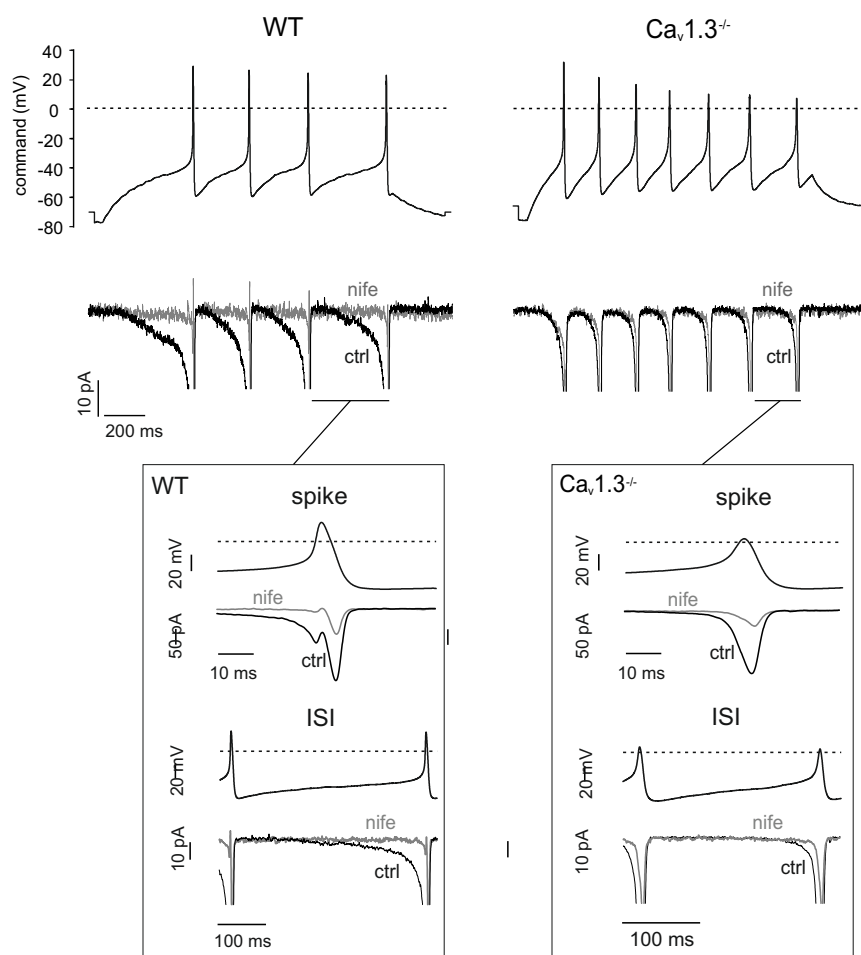 WT
Caᵥ1.3⁻/⁻
command (mV)
40
20
0
-20
-40
-60
-80
nife
ctrl
10 pA
200 ms
nife
ctrl
WT
spike
20 mV
nife
50 pA
ctrl
10 ms
ISI
20 mV
nife
10 pA
ctrl
100 ms
Caᵥ1.3⁻/⁻
spike
20 mV
nife
50 pA
ctrl
10 ms
ISI
20 mV
nife
10 pA
ctrl
100 ms